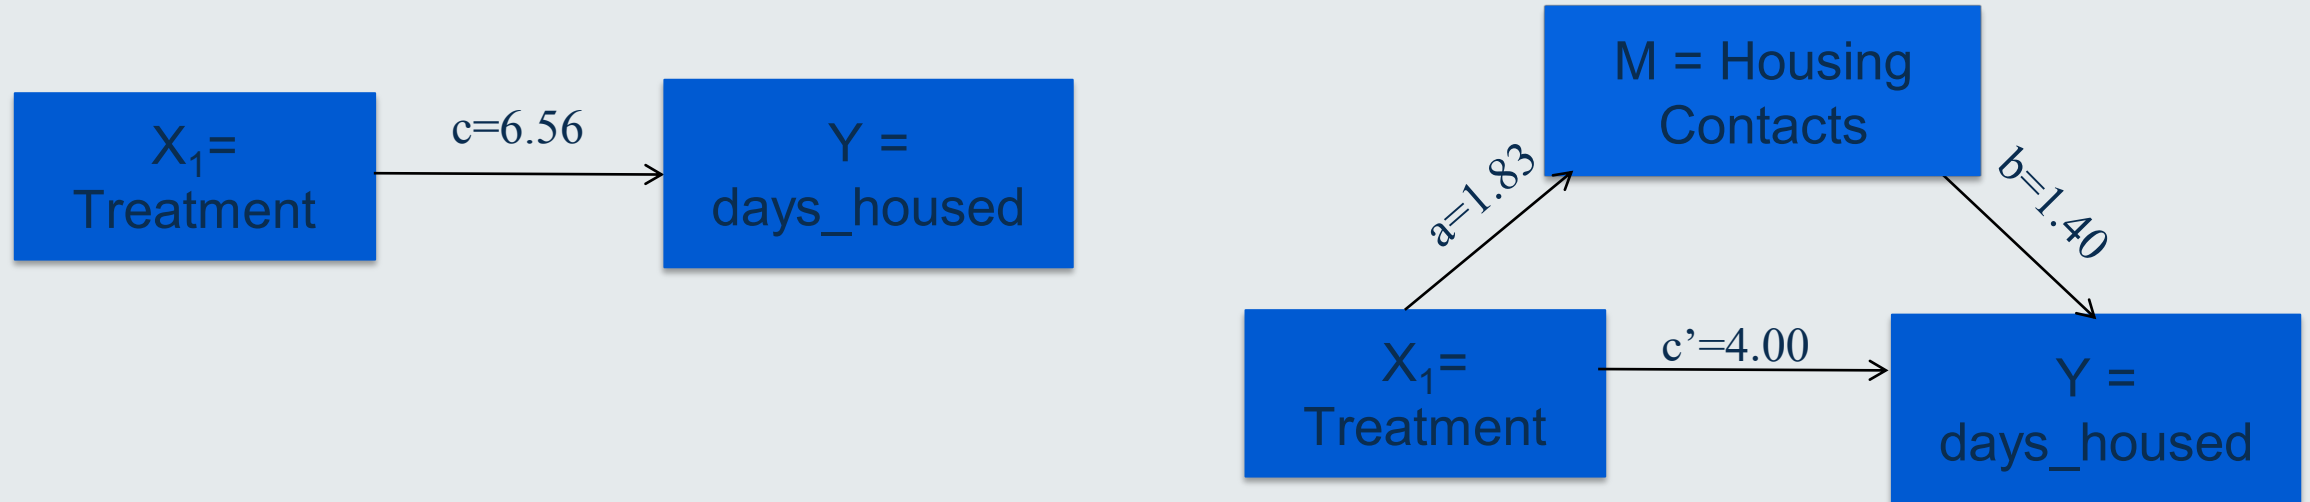 X₁=
Treatment
c=6.56
Y =
days_housed
M = Housing
Contacts
a=1.83
b=1.40
X₁=
Treatment
c’=4.00
Y =
days_housed